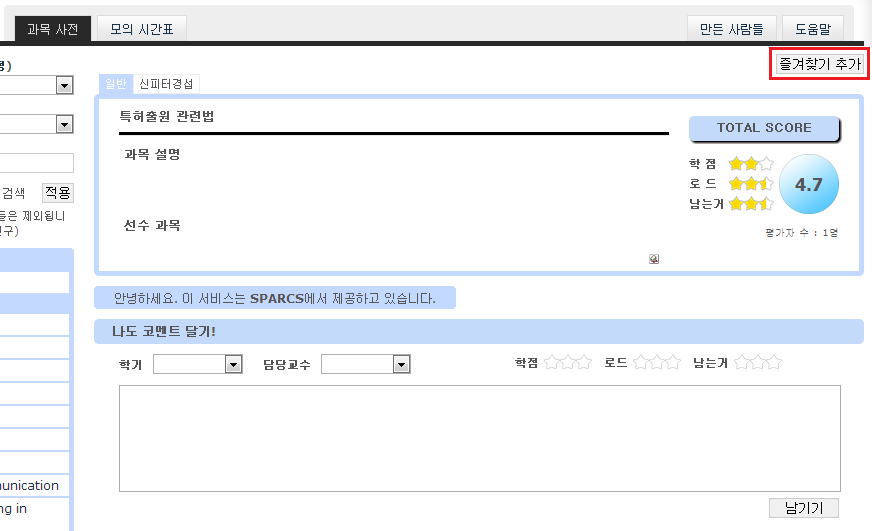 과목 사전
모의 시간표
만든 사람들
도움말
)
즐겨찾기 추가
일반
신피터경섭
특허출원 관련법
과목 설명
선수 과목
TOTAL SCORE
학 점
로 드
남는거
4.7
평가자 수 : 1명
검색
적용
들은 제외됩니
구)
안녕하세요. 이 서비스는 SPARCS에서 제공하고 있습니다.
나도 코멘트 달기!
학기
담당교수
학점
로드
남는거
unication
ng in
남기기